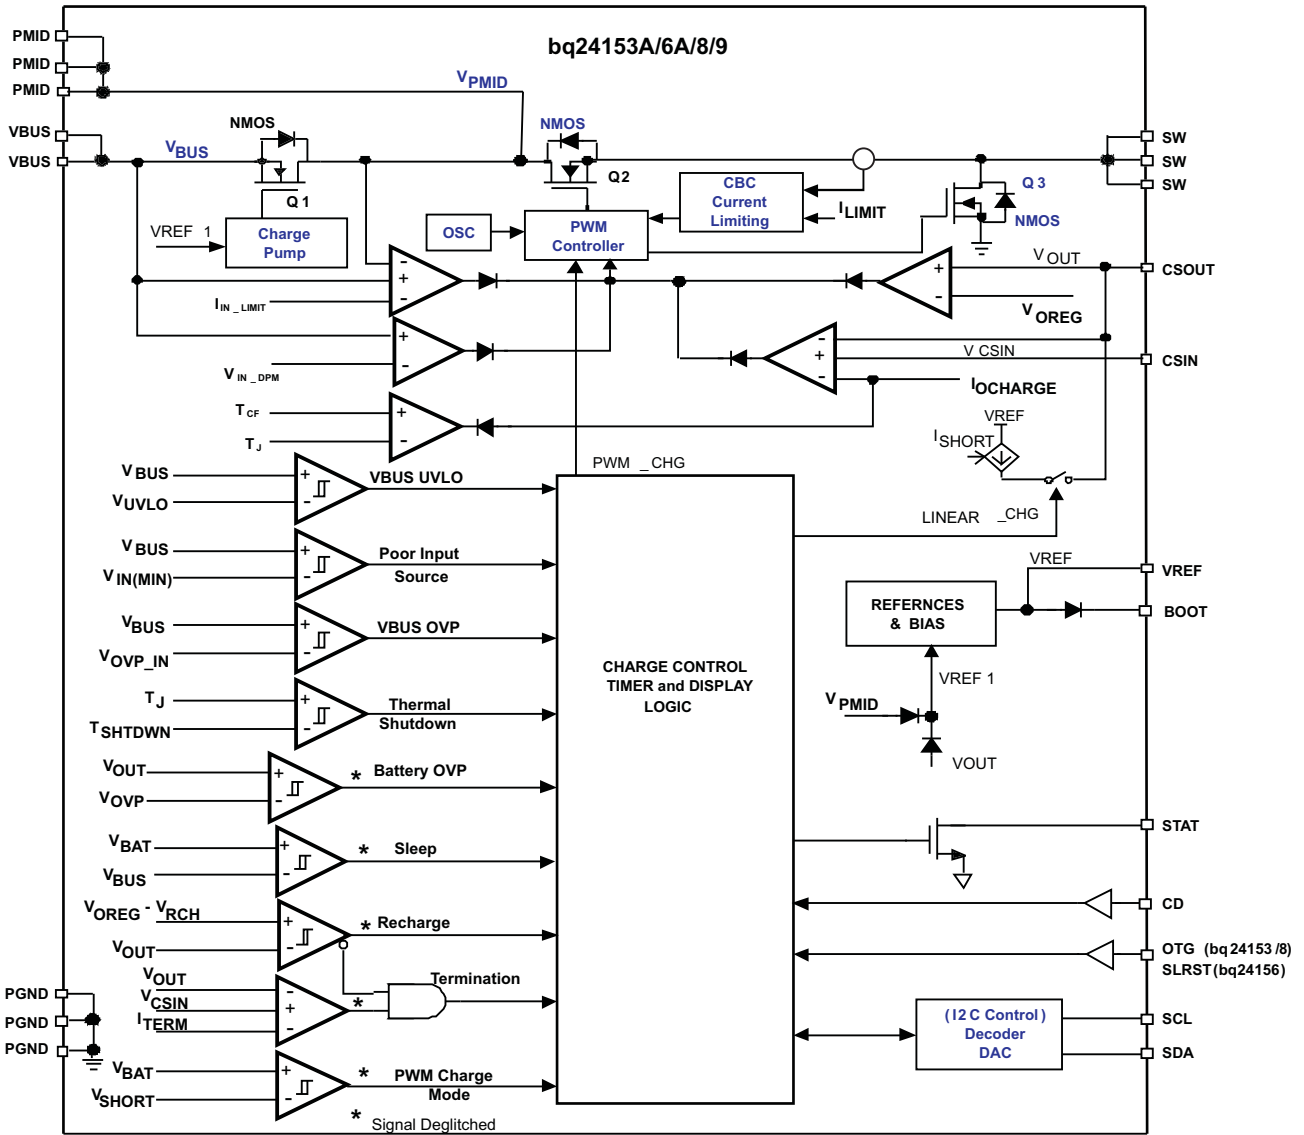 bq24153A/6A/8/9
PMID
PMID
PMID
VBUS
VBUS
VPMID
VBUS
NMOS
Q1
VREF 1
Charge
Pump
NMOS
Q2
OSC
PWM
Controller
CBC
Current
Limiting
ILIMIT
Q3
NMOS
SW
SW
SW
- + -
IIN_LIMIT
+
VIN_DPM
+ -
TCF
TJ
+ -
VOUT
VOREG
CSOUT
- + -
V CSIN
IOCHARGE
CSIN
VREF
ISHORT
LINEAR _CHG
PWM _CHG
VBUS
VUVLO
+ -
VBUS UVLO
VBUS
VIN(MIN)
+ -
Poor Input
Source
VBUS
VOVP_IN
+ -
VBUS OVP
TJ
TSHTDWN
+ -
Thermal
Shutdown
VOUT
VOVP
+ -
* Battery OVP
VBAT
VBUS
+ -
* Sleep
VOREG - VRCH
VOUT
+ -
* Recharge
VOUT
VCSIN
ITERM
- + -
*
Termination
VBAT
VSHORT
+ -
* PWM Charge
Mode
* Signal Deglitched
PGND
PGND
PGND
CHARGE CONTROL
TIMER and DISPLAY
LOGIC
REFERNCES
& BIAS
VREF
VREF
BOOT
VREF 1
VPMID
VOUT
STAT
CD
OTG (bq24153/8)
SLRST(bq24156)
(I2C Control)
Decoder
DAC
SCL
SDA